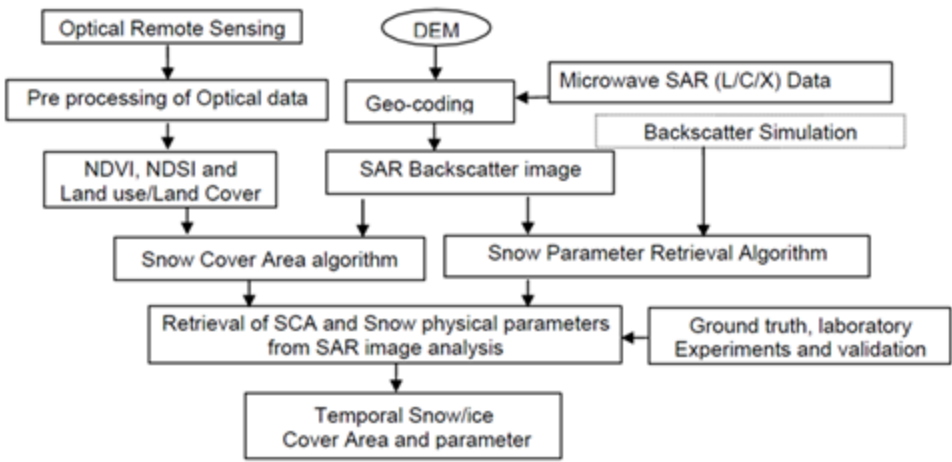 Optical Remote Sensing
DEM
Pre processing of Optical data
Geo-coding
Microwave SAR (L/C/X) Data
Backscatter Simulation
NDVI, NDSI and
Land use/Land Cover
SAR Backscatter image
Snow Cover Area algorithm
Snow Parameter Retrieval Algorithm
Retrieval of SCA and Snow physical parameters
from SAR image analysis
Ground truth, laboratory
Experiments and validation
Temporal Snow/ice
Cover Area and parameter